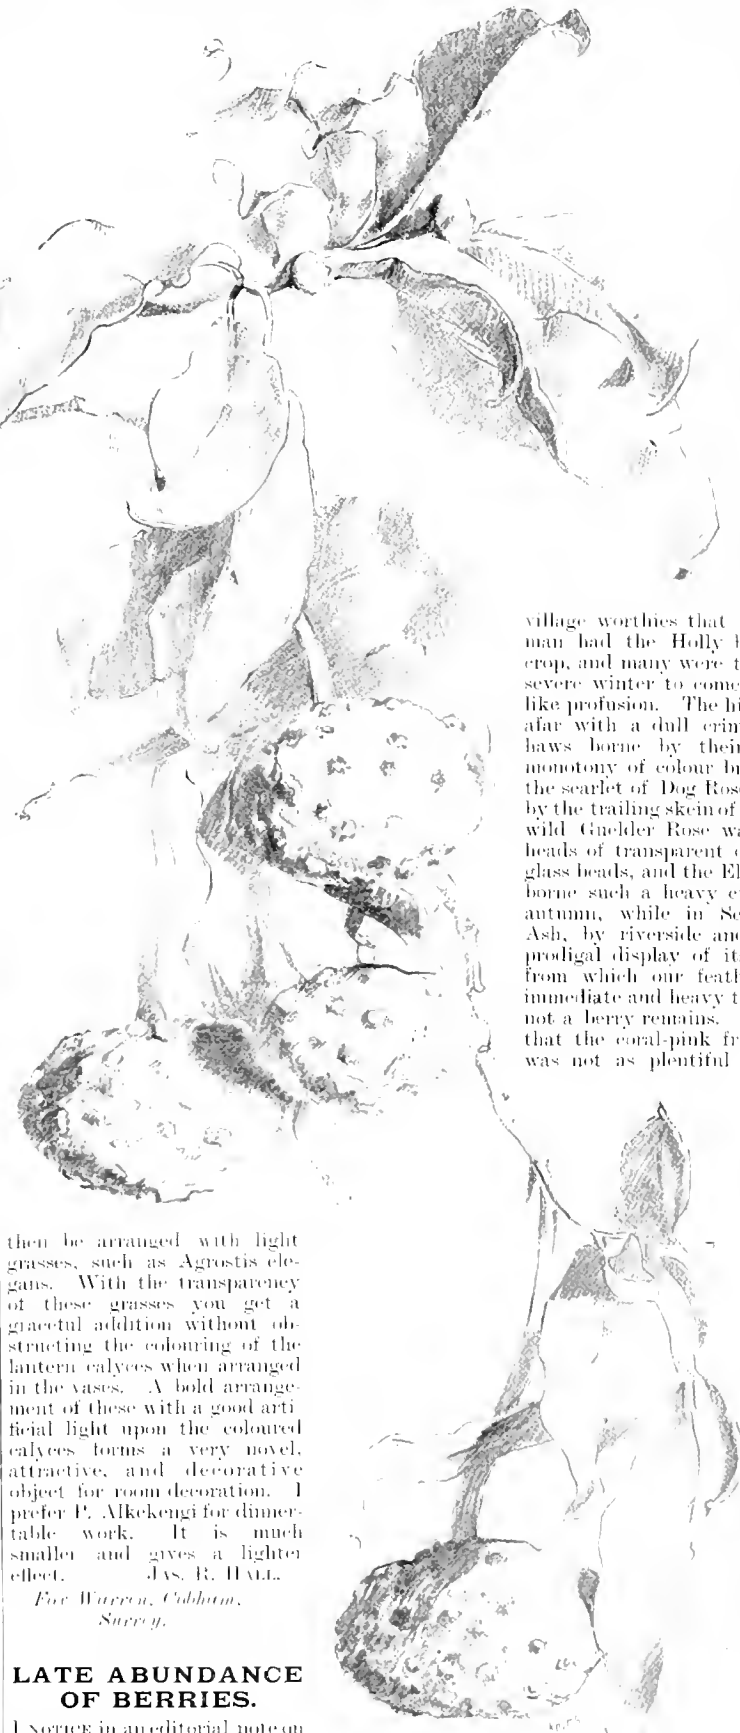 then be arranged with light
grasses, such as Agrostis ele-
gans. With the transparency
of these grasses you get a
graceful addition without ob-
structing the colouring of the
lantern calyces when arranged
in the vases. A bold arrange-
ment of these with a good arti-
ficial light upon the coloured
calyces forms a very novel,
attractive, and decorative
object for room decoration. I
prefer P. Alkekengi for dinner-
table work. It is much
smaller and gives a lighter
effect. JAS. R. HALL.
Fox Warren, Cobham,
Surrey.
LATE ABUNDANCE
OF BERRIES.
I NOTICE in an editorial note on
village worthies that
man had the Holly
crop, and many were
severe winter to come
like profusion. The
afar with a dull
haws borne by their
monotony of colour
the scarlet of Dog
by the trailing skein of
wild Guelder Rose
heads of transparent
glass beads, and the
borne such a heavy
autumn, while in
Ash, by riverside
prodigal display of
from which our
immediate and heavy
not a berry remains.
that the coral-pink
was not as plentiful